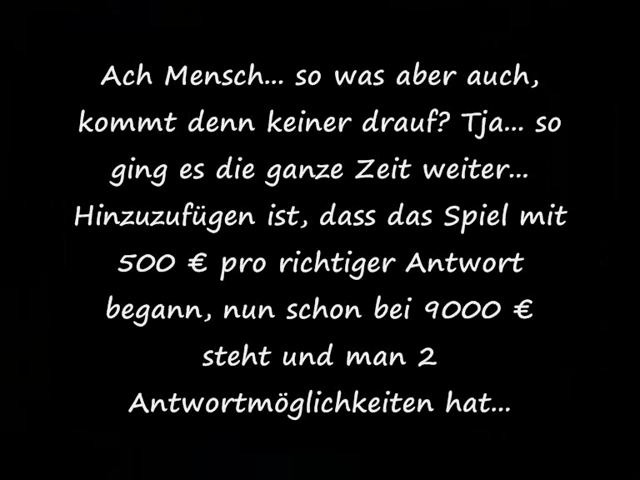 Ach Mensch... so was aber auch,
kommt denn keiner drauf? Tja... so
ging es die ganze Zeit weiter...
Hinzuzufügen ist, dass das Spiel mit
500 € pro richtiger Antwort
begann, nun schon bei 9000 €
steht und man 2
Antwortmöglichkeiten hat...